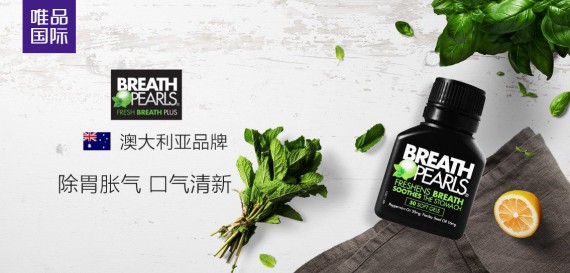 唯品
国际
BREATH
PEARLS®
FRESH BREATH PLUS
澳大利亚品牌
除胃胀气 口气清新
BREATH
PEARLS®
FRESHENS BREATH
SOOTHES THE STOMACH
50 SOFT GELS